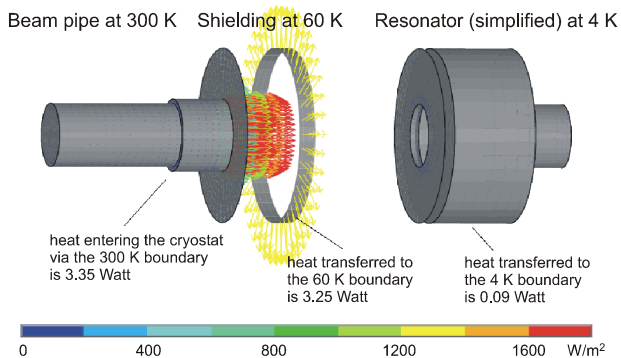 Beam pipe at 300 K
Shielding at 60 K
Resonator (simplified) at 4 K
heat entering the cryostat
via the 300 K boundary
is 3.35 Watt
heat transferred to
the 60 K boundary
is 3.25 Watt
heat transferred to
the 4 K boundary
is 0.09 Watt
0 400 800 1200 1600 W/m²